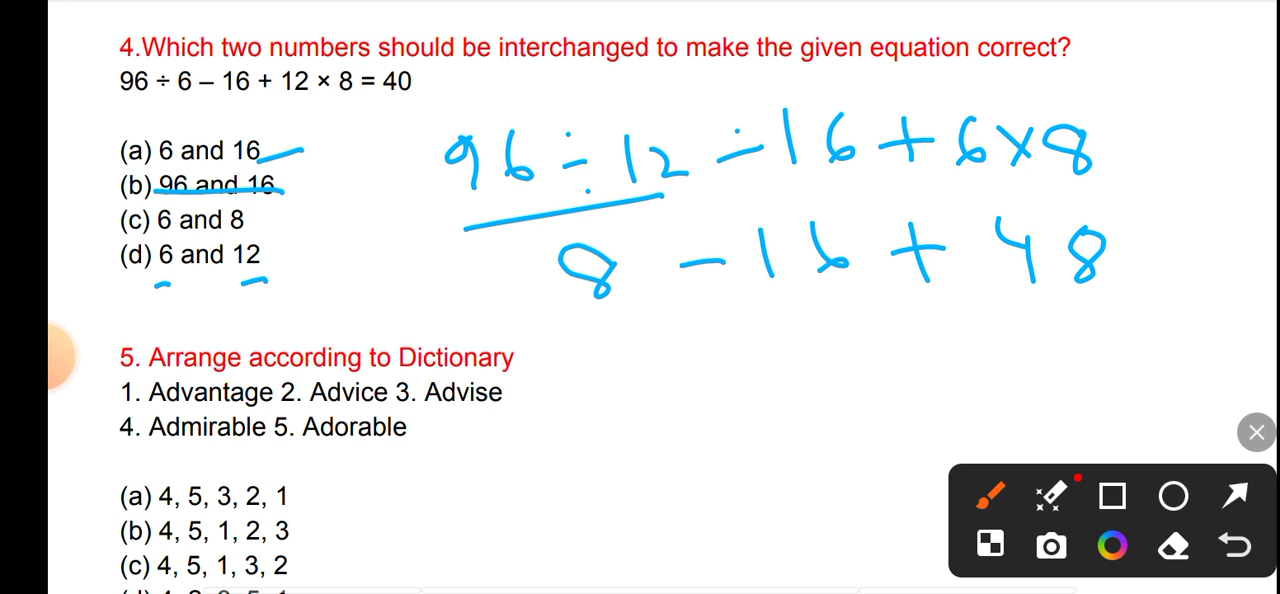 4.Which two numbers should be interchanged to make the given equation correct?
96 ÷ 6 – 16 + 12 × 8 = 40
96 ÷ 12 – 16 + 6 × 8
(a) 6 and 16
(b) 96 and 16
(c) 6 and 8
8 – 16 + 48
(d) 6 and 12
5. Arrange according to Dictionary
1. Advantage 2. Advice 3. Advise
4. Admirable 5. Adorable
(a) 4, 5, 3, 2, 1
(b) 4, 5, 1, 2, 3
(c) 4, 5, 1, 3, 2